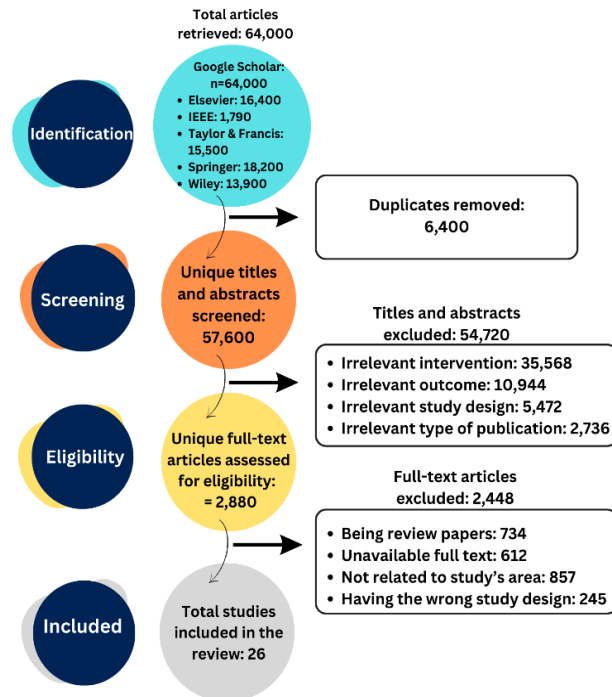 Total articles
retrieved: 64,000
Identification
Google Scholar:
n=64,000
• Elsevier: 16,400
• IEEE: 1,790
• Taylor & Francis:
15,500
• Springer: 18,200
• Wiley: 13,900
Duplicates removed:
6,400
Screening
Unique titles
and abstracts
screened:
57,600
Titles and abstracts
excluded: 54,720
• Irrelevant intervention: 35,568
• Irrelevant outcome: 10,944
• Irrelevant study design: 5,472
• Irrelevant type of publication: 2,736
Eligibility
Unique full-text
articles assessed
for eligibility:
= 2,880
Full-text articles
excluded: 2,448
• Being review papers: 734
• Unavailable full text: 612
• Not related to study’s area: 857
• Having the wrong study design: 245
Included
Total studies
included in the
review: 26